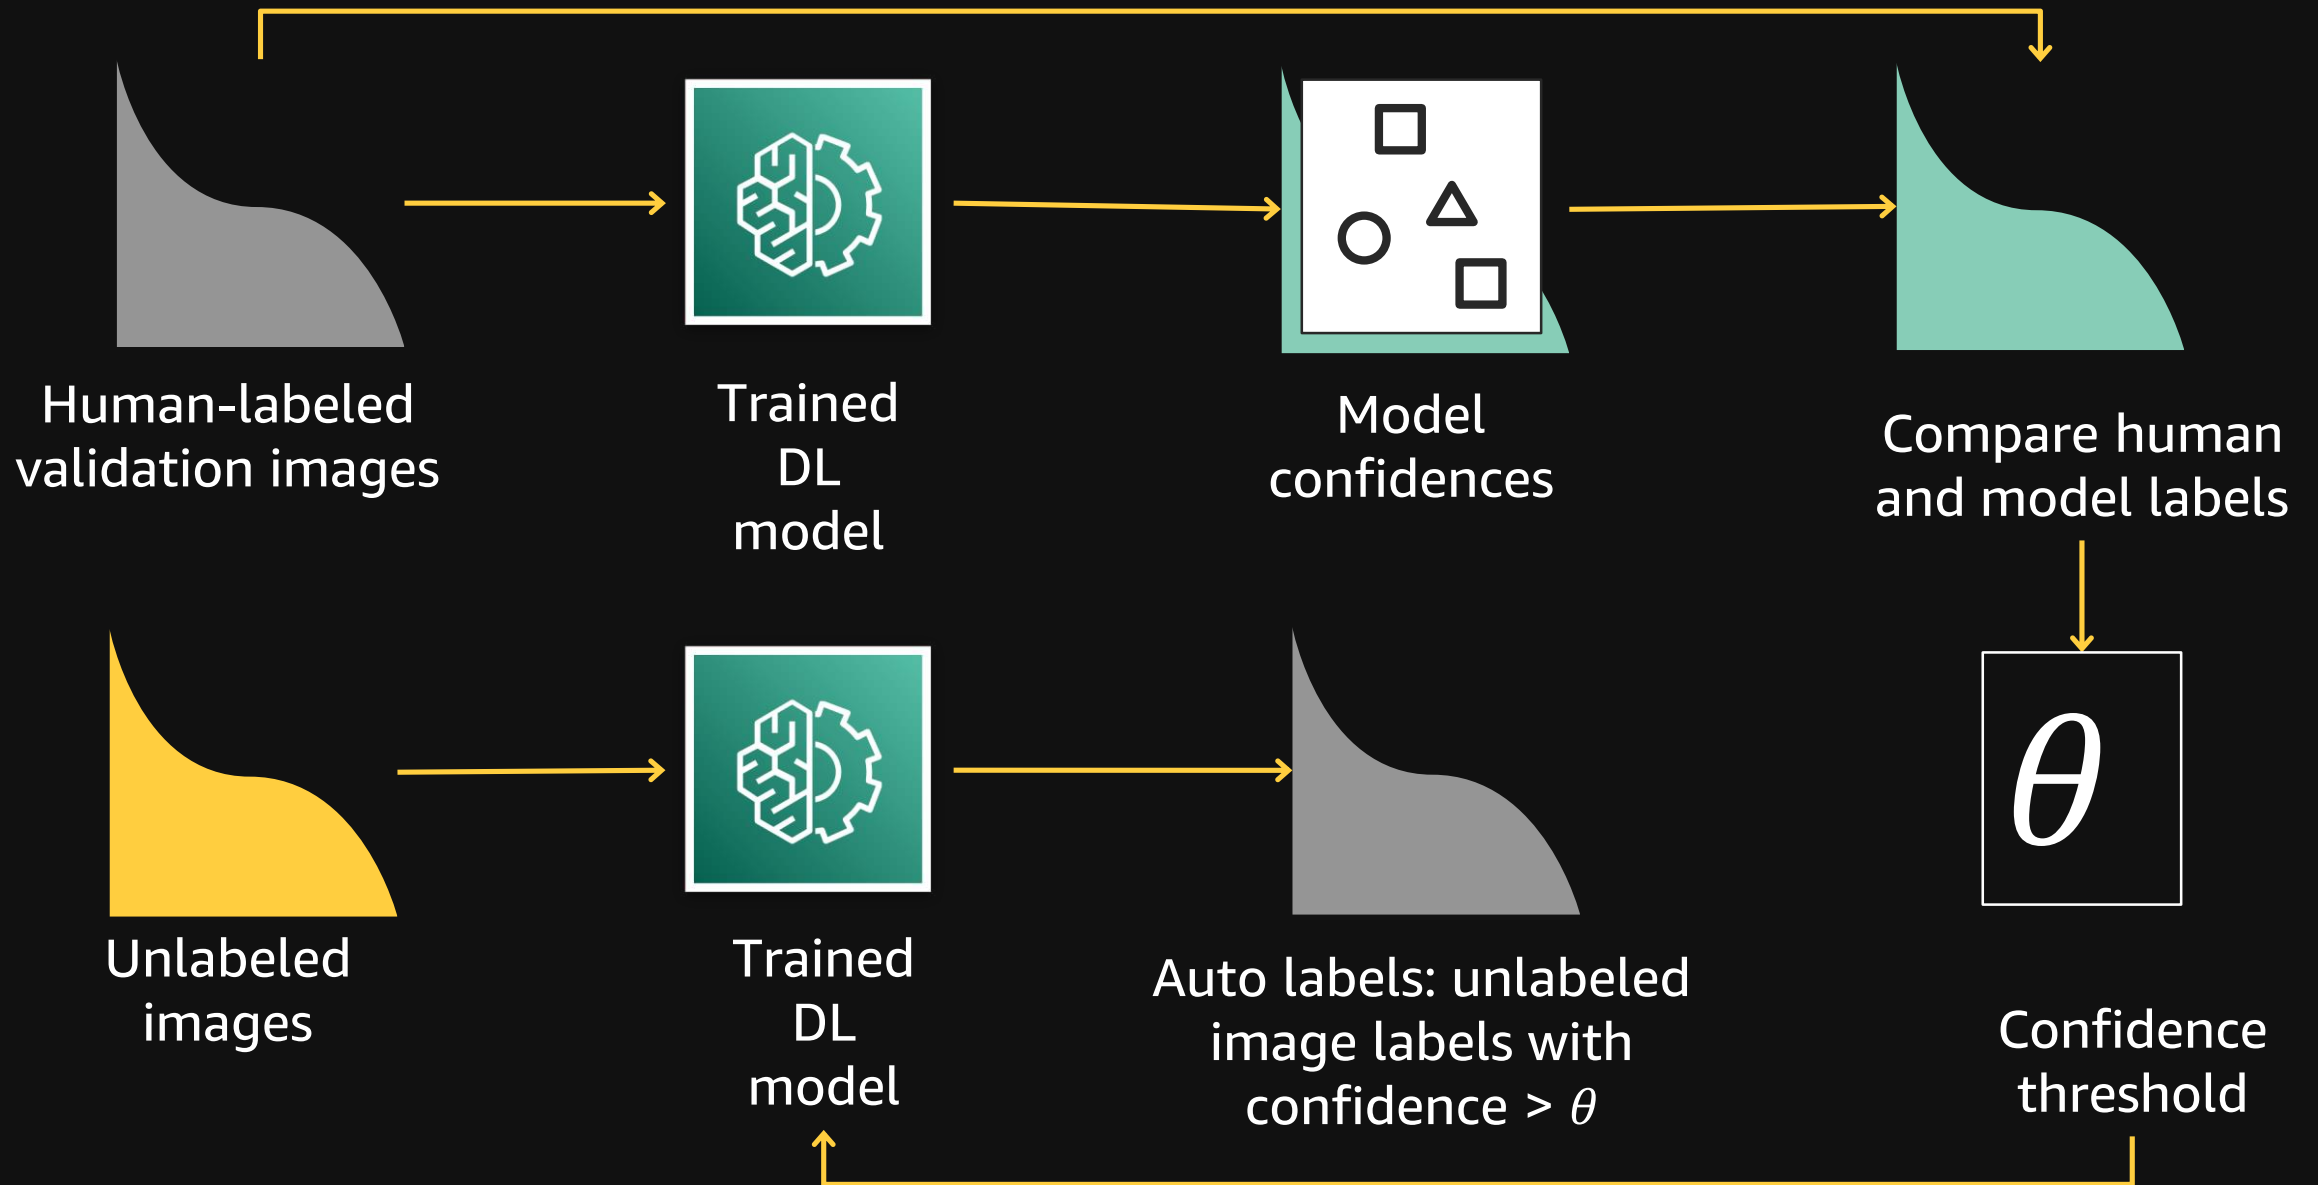 Human-labeled
validation images
Trained
DL
model
Model
confidences
Compare human
and model labels
θ
Unlabeled
images
Trained
DL
model
Auto labels: unlabeled
image labels with
confidence > θ
Confidence
threshold